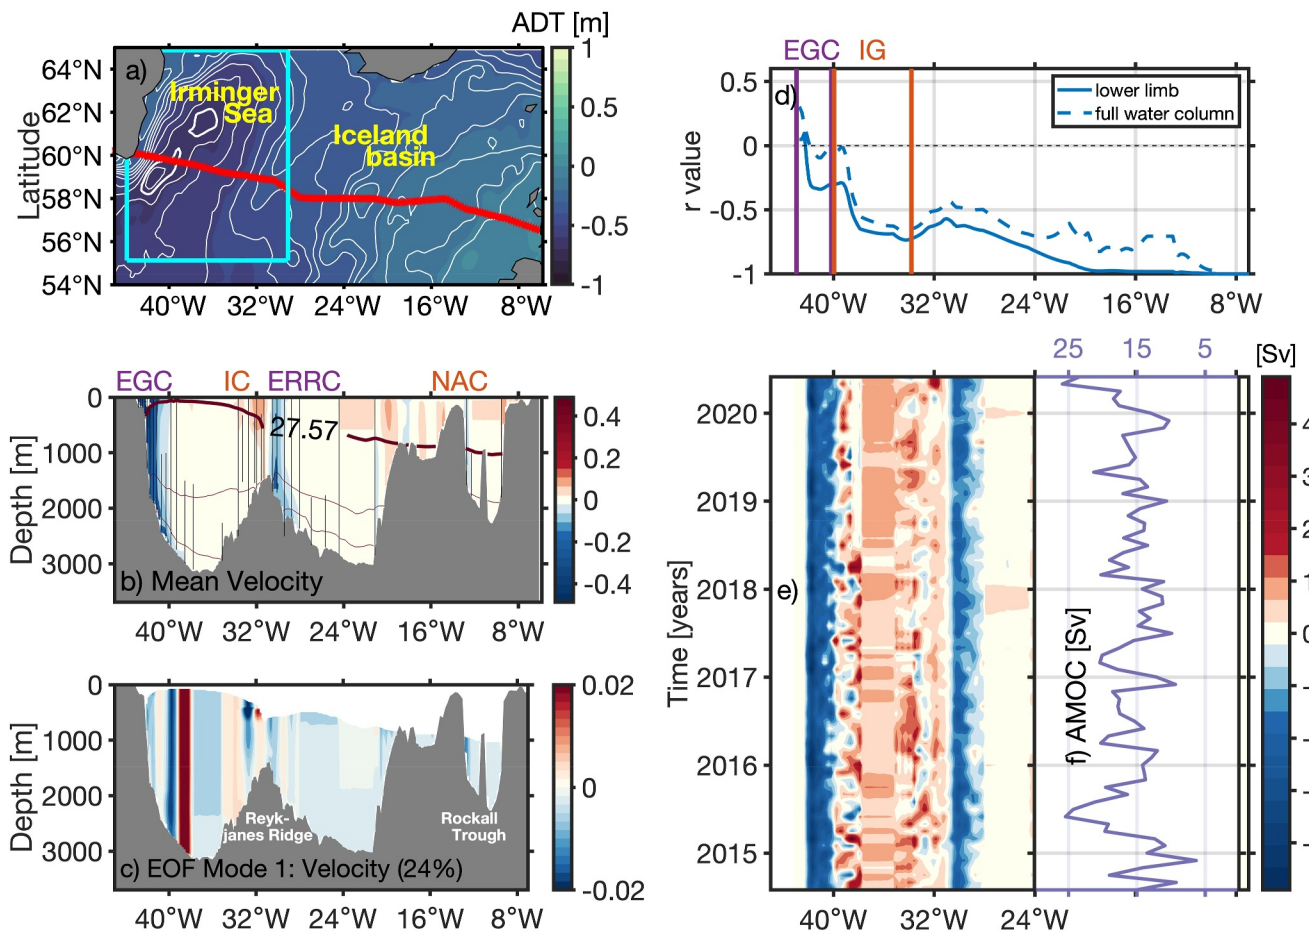 ADT [m]
a)
64°N
62°N
60°N
58°N
56°N
54°N
Latitude
Irminger
Sea
Iceland
basin
1
0.5
0
-0.5
-1
40°W 32°W 24°W 16°W 8°W
EGC IG
d)
0.5
0
-0.5
-1
r value
lower limb
full water column
40°W 32°W 24°W 16°W 8°W
EGC IC ERRC NAC
0
1000
2000
3000
Depth [m]
27.57
b) Mean Velocity
0.4
0.2
0
-0.2
-0.4
40°W 32°W 24°W 16°W 8°W
0
1000
2000
3000
Depth [m]
Reyk-
janes Ridge
Rockall
Trough
c) EOF Mode 1: Velocity (24%)
0.02
0
-0.02
40°W 32°W 24°W 16°W 8°W
25 15 5
[Sv]
2020
2019
2018
2017
2016
2015
Time [years]
e)
f) AMOC [Sv]
4
3
2
1
0
40°W 32°W 24°W